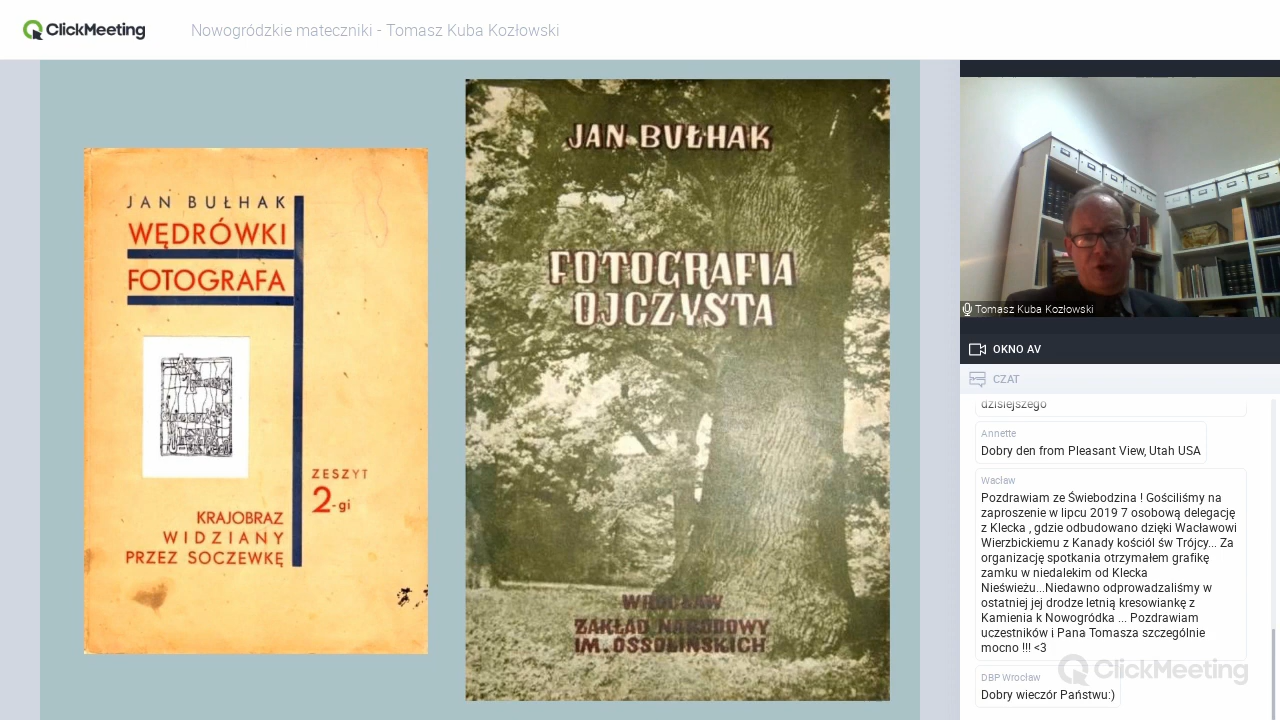 ClickMeeting
Nowogródzkie mateczniki - Tomasz Kuba Kozłowski
JAN BUŁHAK
WĘDRÓWKI
FOTOGRAFA
ZESZYT
2-gi
KRAJOBRAZ
WIDZIANY
PRZEZ SOCZEWKĘ
JAN BUŁHAK
FOTOGRAFIA
OJCZYSTA
WROCŁAW
ZAKŁAD NARODOWY
IM. OSSOLIŃSKICH
Tomasz Kuba Kozłowski
OKNO AV
CZAT
dzisiejszego
Annette
Dobry den from Pleasant View, Utah USA
Wacław
Pozdrawiam ze Świebodzina ! Gościliśmy na
zaproszenie w lipcu 2019 7 osobową delegację
z Klecka , gdzie odbudowano dzięki Wacławowi
Wierzbickiemu z Kanady kościól św Trójcy... Za
organizację spotkania otrzymałem grafikę
zamku w niedalekim od Klecka
Nieświeżu...Niedawno odprowadzaliśmy w
ostatniej jej drodze letnią kresowiankę z
Kamienia k Nowogródka ... Pozdrawiam
uczestników i Pana Tomasza szczególnie
mocno !!! <3
DBP Wrocław
Dobry wieczór Państwu:)
ClickMeeting